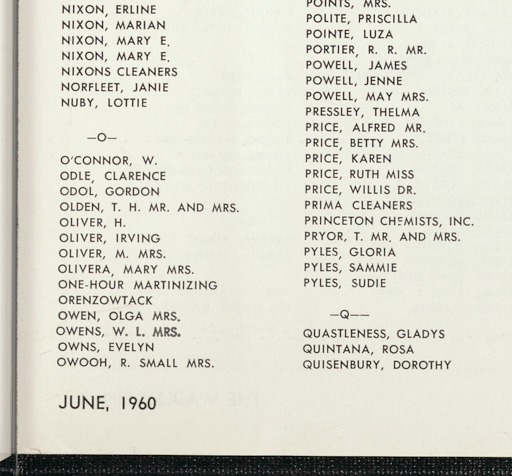 NIXON, ERLINE
NIXON, MARIAN
NIXON, MARY E.
NIXON, MARY E.
NIXONS CLEANERS
NORFLEET, JANIE
NUBY, LOTTIE
—O—
O'CONNOR, W.
ODLE, CLARENCE
ODOL, GORDON
OLDEN, T. H. MR. AND MRS.
OLIVER, H.
OLIVER, IRVING
OLIVER, M. MRS.
OLIVERA, MARY MRS.
ONE-HOUR MARTINIZING
ORENZOWTACK
OWEN, OLGA MRS.
OWENS, W. L. MRS.
OWNS, EVELYN
OWOOH, R. SMALL MRS.
JUNE, 1960
POINTS, MRS.
POLITE, PRISCILLA
POINTE, LUZA
PORTIER, R. R. MR.
POWELL, JAMES
POWELL, JENNE
POWELL, MAY MRS.
PRESSLEY, THELMA
PRICE, ALFRED MR.
PRICE, BETTY MRS.
PRICE, KAREN
PRICE, RUTH MISS
PRICE, WILLIS DR.
PRIMA CLEANERS
PRINCETON CHEMISTS, INC.
PRYOR, T. MR. AND MRS.
PYLES, GLORIA
PYLES, SAMMIE
PYLES, SUDIE
—Q—
QUASTLENESS, GLADYS
QUINTANA, ROSA
QUISENBURY, DOROTHY